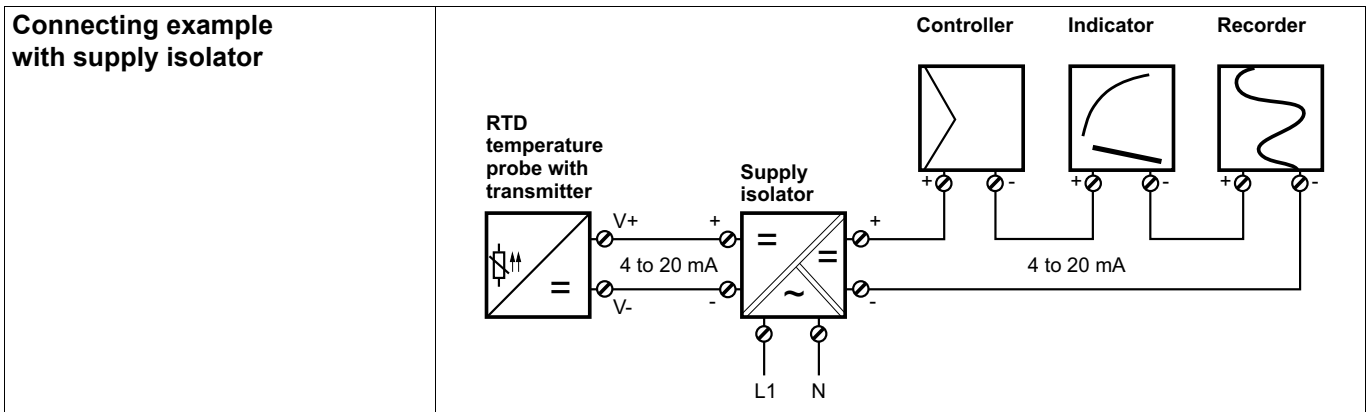 Connecting example
with supply isolator
Controller
Indicator
Recorder
RTD
temperature
probe with
transmitter
Supply
isolator
+ -
+ -
+ -
V+
+
+
4 to 20 mA
4 to 20 mA
V-
-
-
L1
N